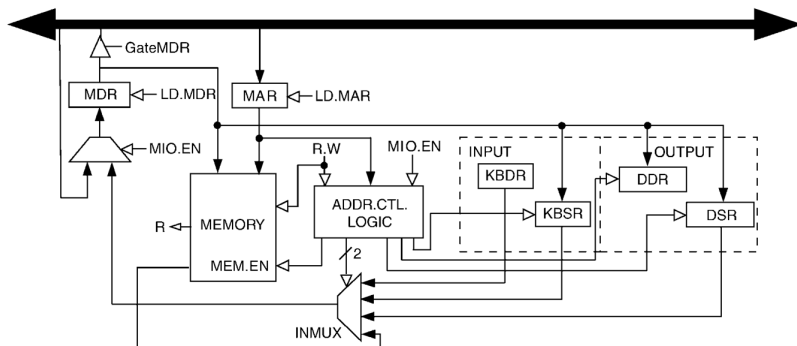 GateMDR
MDR
LD.MDR
MAR
LD.MAR
MIO.EN
R.W
MIO.EN
INPUT
OUTPUT
KBDR
DDR
KBSR
DSR
ADDR.CTL.
LOGIC
R
MEMORY
MEM.EN
2
INMUX